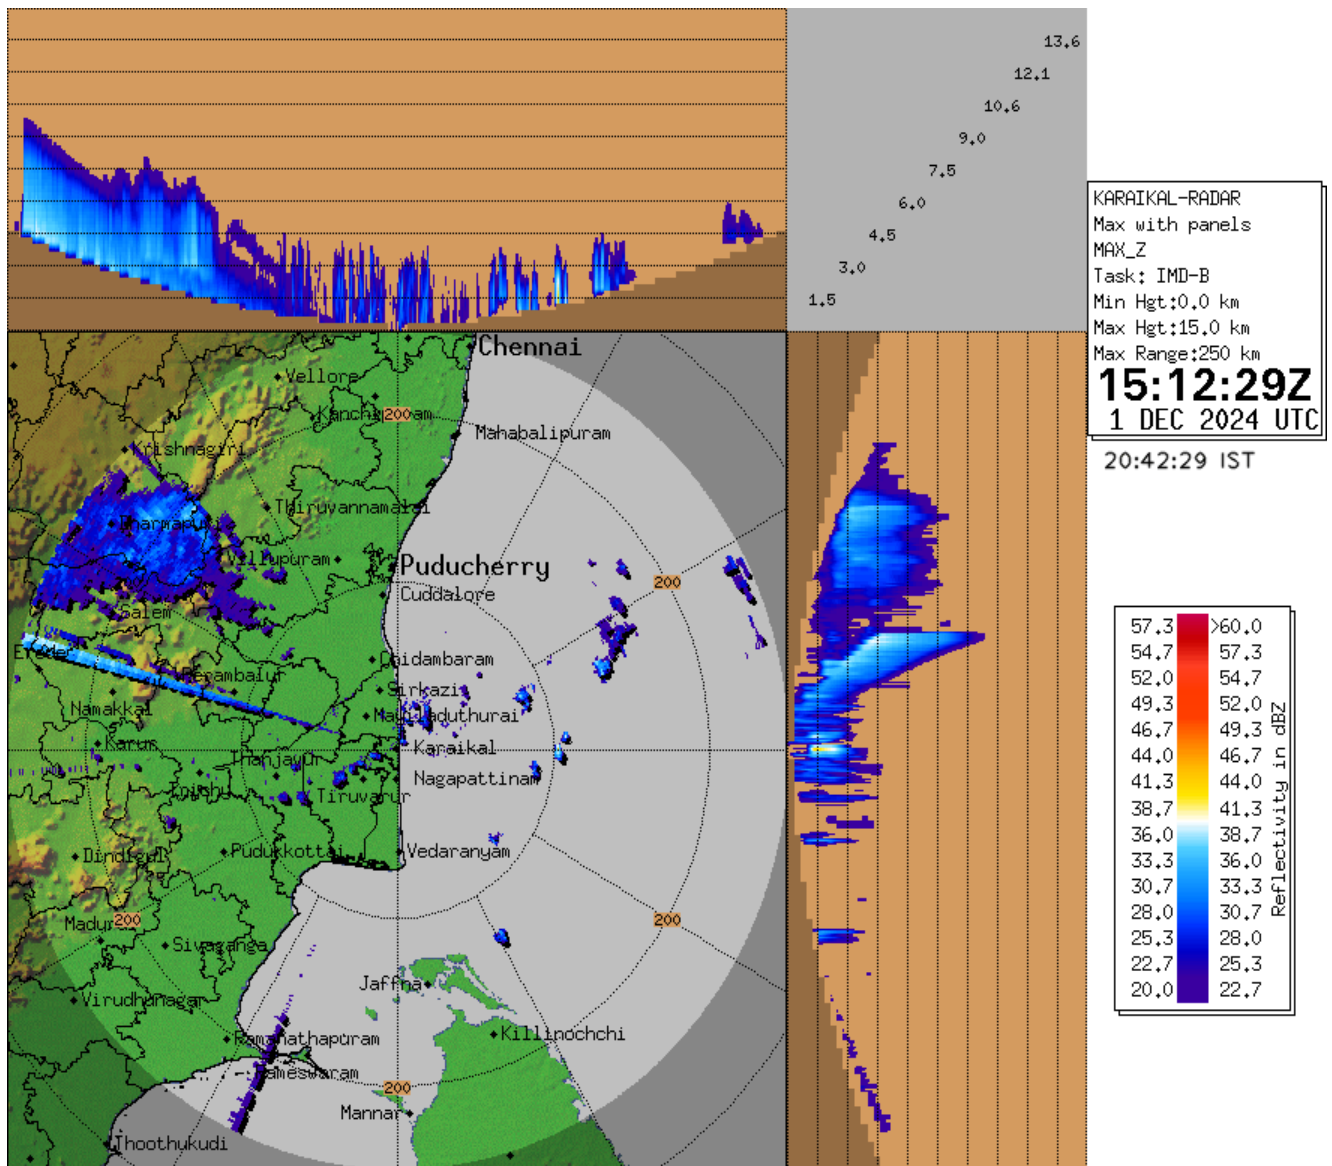 13.6
12.1
10.6
9.0
7.5
6.0
4.5
3.0
1.5
KARAIKAL-RADAR
Max with panels
MAX_Z
Task: IMD-B
Min Hgt:0.0 km
Max Hgt:15.0 km
Max Range:250 km
15:12:29Z
1 DEC 2024 UTC
20:42:29 IST
Chennai
Vellore
200
Mahabalipuram
Krishnagiri
Thiruvannamalai
Dharmapuri
Villupuram
Puducherry
200
Cuddalore
Salem
Chidambaram
Perambalur
Sirkazi
Namakkal
Mayiladuthurai
Karur
Karaikal
Thanjavur
Nagapattinam
Tiruvarur
Dindigul
Pudukkottai
Vedaranyam
200
200
Sivaganga
Jaffna
Virudhunagar
Ramanathapuram
Killinochchi
Rameswaram
200
Mannar
Thoothukudi
57.3 >60.0
54.7 57.3
52.0 54.7
49.3 52.0
46.7 49.3
44.0 46.7
41.3 44.0
38.7 41.3
36.0 38.7
33.3 36.0
30.7 33.3
28.0 30.7
25.3 28.0
22.7 25.3
20.0 22.7
Reflectivity in dBZ